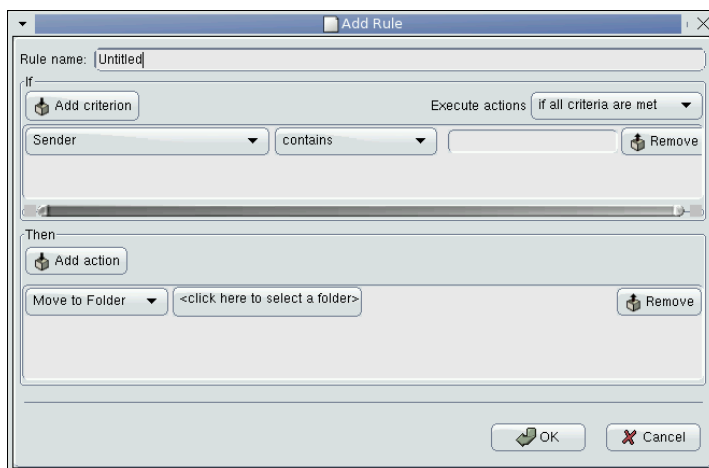 Add Rule
Rule name: Untitled
If
Add criterion Execute actions if all criteria are met
Sender contains Remove
Then
Add action
Move to Folder <click here to select a folder> Remove
OK Cancel